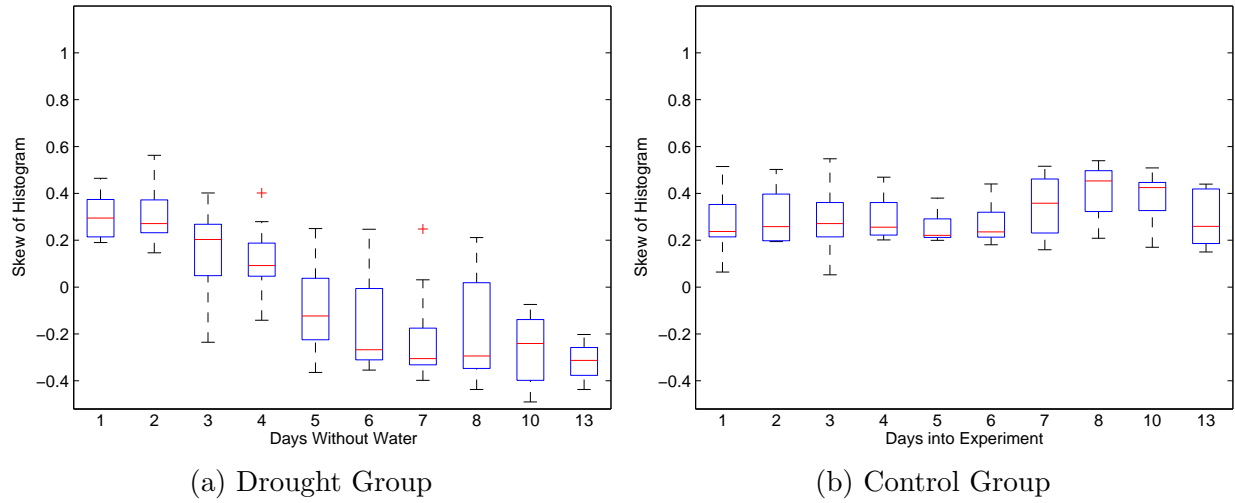 1
0.8
0.6
0.4
0.2
0
−0.2
−0.4
Skew of Histogram
1 2 3 4 5 6 7 8 10 13
Days Without Water
(a) Drought Group
1
0.8
0.6
0.4
0.2
0
−0.2
−0.4
Skew of Histogram
1 2 3 4 5 6 7 8 10 13
Days into Experiment
(b) Control Group